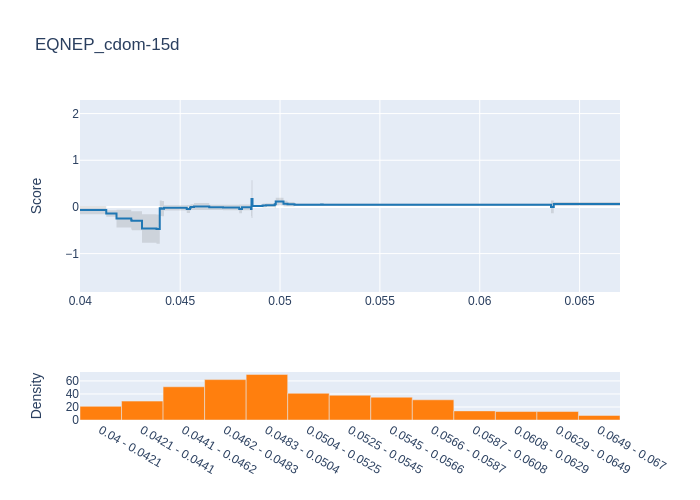 EQNEP_cdom-15d
2
1
0
−1
Score
0.04
0.045
0.05
0.055
0.06
0.065
60
40
20
0
Density
0.04 - 0.0421
0.0421 - 0.0441
0.0441 - 0.0462
0.0462 - 0.0483
0.0483 - 0.0504
0.0504 - 0.0525
0.0525 - 0.0545
0.0545 - 0.0566
0.0566 - 0.0587
0.0587 - 0.0608
0.0608 - 0.0629
0.0629 - 0.0649
0.0649 - 0.067